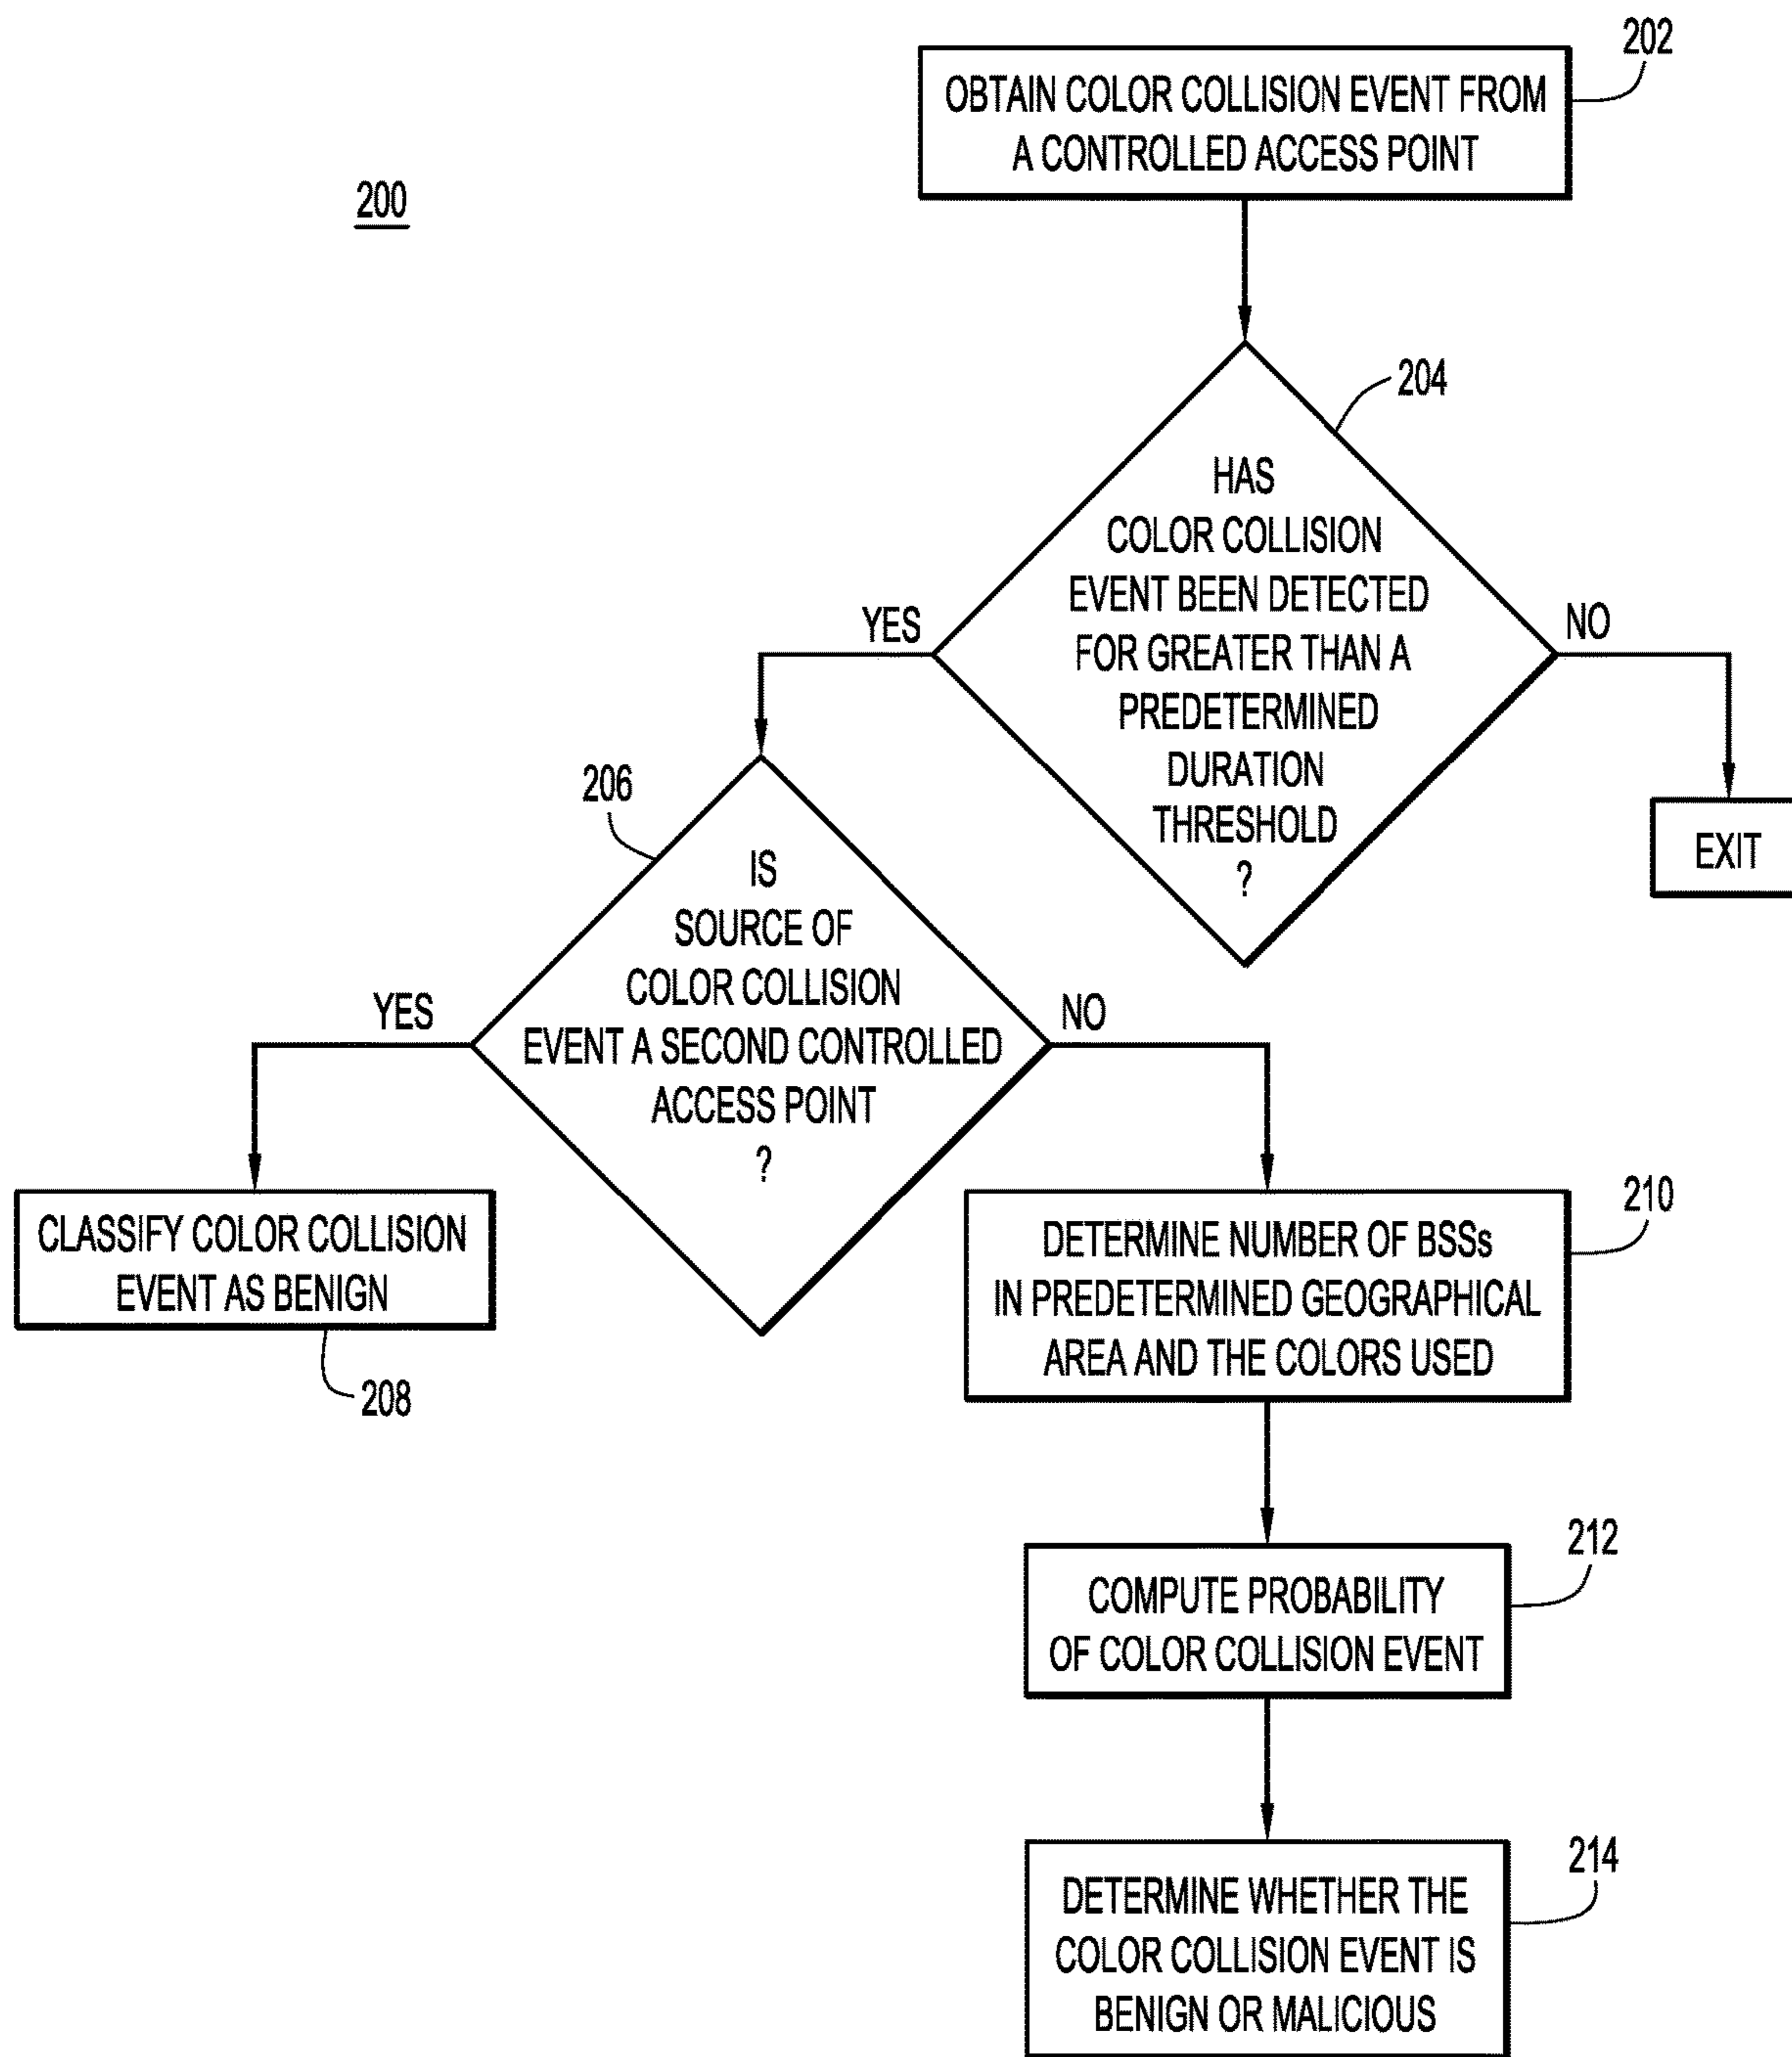 202
OBTAIN COLOR COLLISION EVENT FROM
A CONTROLLED ACCESS POINT
200
204
HAS
COLOR COLLISION
EVENT BEEN DETECTED
FOR GREATER THAN A
PREDETERMINED
DURATION
THRESHOLD
?
YES
NO
EXIT
206
IS
SOURCE OF
COLOR COLLISION
EVENT A SECOND CONTROLLED
ACCESS POINT
?
YES
NO
CLASSIFY COLOR COLLISION
EVENT AS BENIGN
208
210
DETERMINE NUMBER OF BSSs
IN PREDETERMINED GEOGRAPHICAL
AREA AND THE COLORS USED
212
COMPUTE PROBABILITY
OF COLOR COLLISION EVENT
214
DETERMINE WHETHER THE
COLOR COLLISION EVENT IS
BENIGN OR MALICIOUS